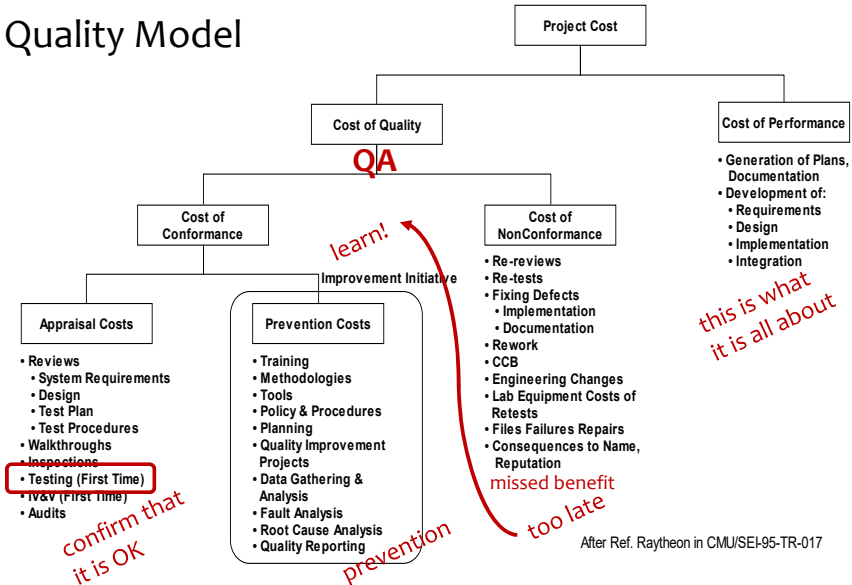 Quality Model
Project Cost
Cost of Quality
QA
Cost of Performance
• Generation of Plans,
Documentation
• Development of:
• Requirements
• Design
• Implementation
• Integration
this is what
it is all about
Cost of
Conformance
learn!
Cost of
NonConformance
• Re-reviews
• Re-tests
• Fixing Defects
• Implementation
• Documentation
• Rework
• CCB
• Engineering Changes
• Lab Equipment Costs of
Retests
• Files Failures Repairs
• Consequences to Name,
Reputation
missed benefit
too late
Improvement Initiative
Appraisal Costs
• Reviews
• System Requirements
• Design
• Test Plan
• Test Procedures
• Walkthroughs
• Inspections
• Testing (First Time)
• IV&V (First Time)
• Audits
confirm that
it is OK
Prevention Costs
• Training
• Methodologies
• Tools
• Policy & Procedures
• Planning
• Quality Improvement
Projects
• Data Gathering &
Analysis
• Fault Analysis
• Root Cause Analysis
• Quality Reporting
prevention
After Ref. Raytheon in CMU/SEI-95-TR-017